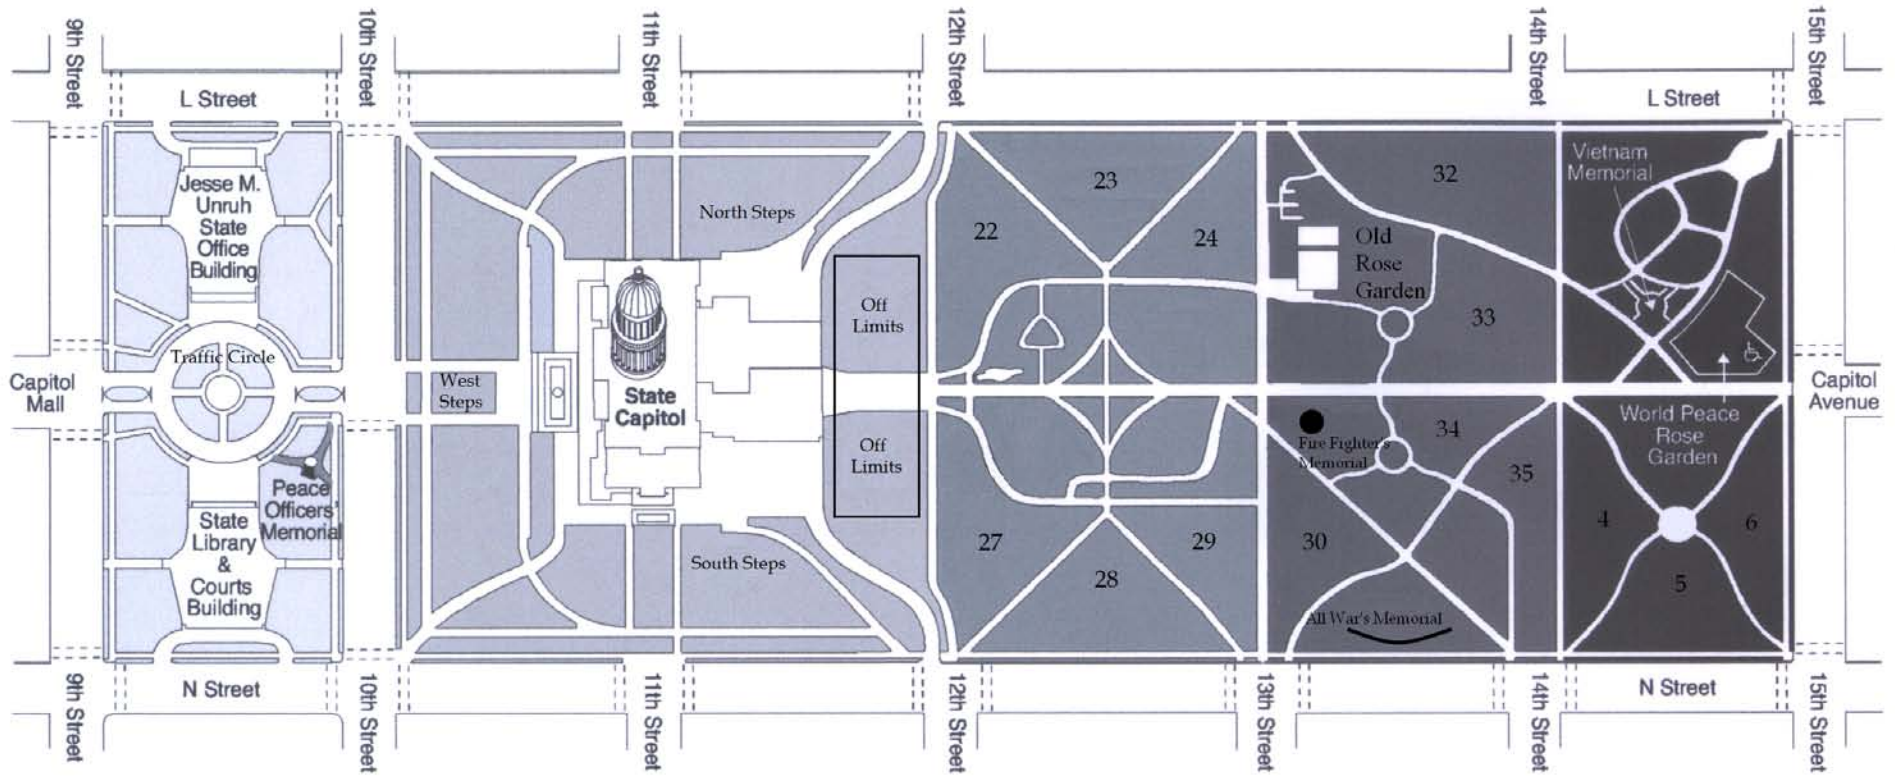 9th Street
10th Street
11th Street
12th Street
14th Street
15th Street
L Street
L Street
Jesse M.
Unruh
State
Office
Building
North Steps
22
23
24
32
Old
Rose
Garden
33
Vietnam
Memorial
Off
Limits
Traffic Circle
Capitol
Mall
West
Steps
State
Capitol
Capitol
Avenue
World Peace
Rose
Garden
Off
Limits
Fire Fighter's
Memorial
34
35
Peace
Officers'
Memorial
State
Library
&
Courts
Building
South Steps
27
28
29
30
4
5
6
All War's Memorial
N Street
N Street
9th Street
10th Street
11th Street
12th Street
13th Street
14th Street
15th Street